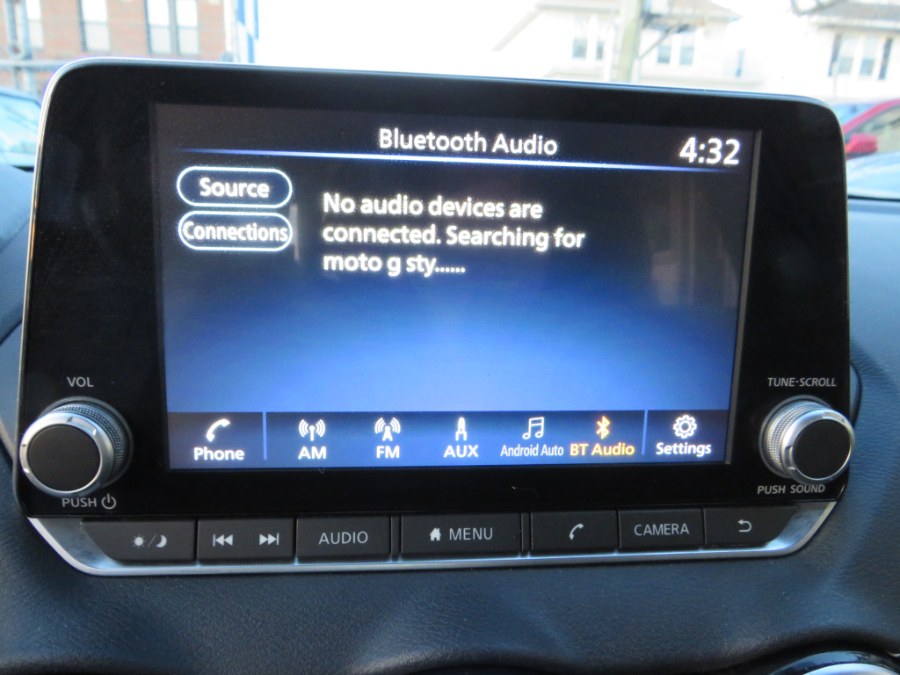 Bluetooth Audio
4:32
Source
Connections
No audio devices are
connected. Searching for
moto g sty......
VOL
TUNE·SCROLL
Phone
AM
FM
AUX
Android Auto
BT Audio
Settings
PUSH
PUSH SOUND
AUDIO
MENU
CAMERA